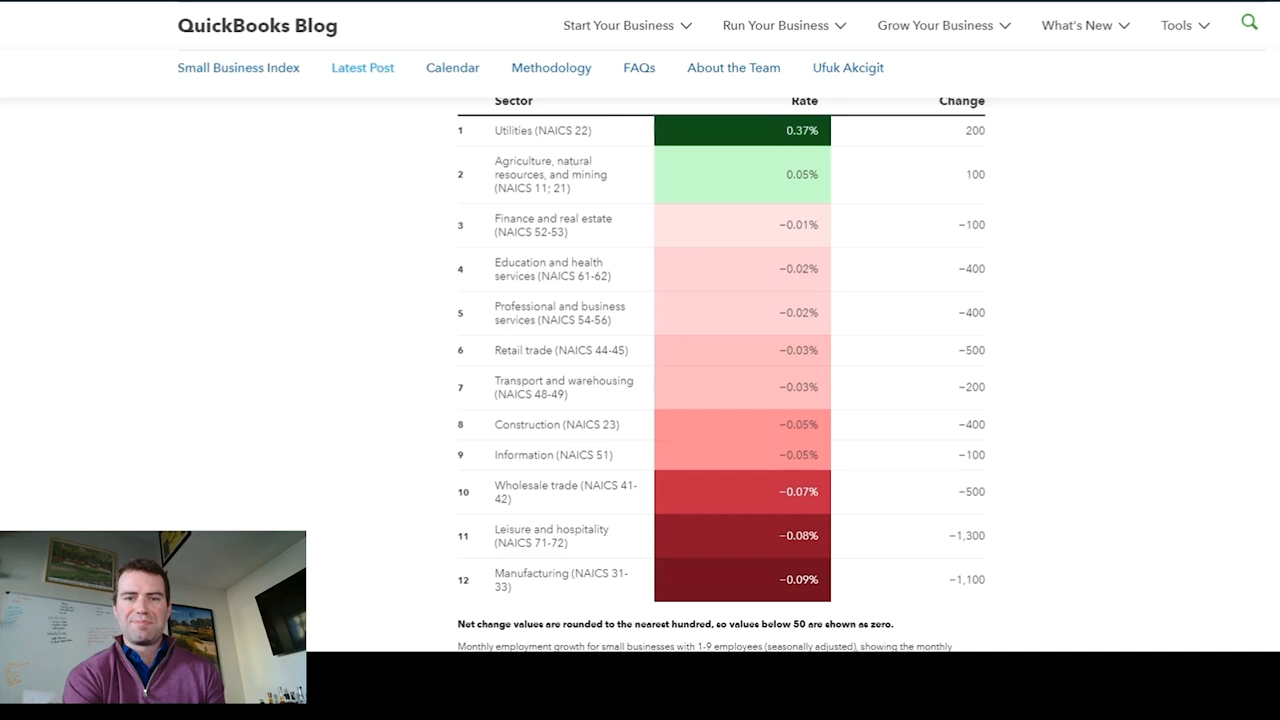 QuickBooks Blog
Start Your Business
Run Your Business
Grow Your Business
What's New
Tools
Small Business Index
Latest Post
Calendar
Methodology
FAQs
About the Team
Ufuk Akcigit
Sector Rate Change
1 Utilities (NAICS 22) 0.37% 200
Agriculture, natural
2 resources, and mining 0.05% 100
(NAICS 11; 21)
3 Finance and real estate −0.01% −100
(NAICS 52-53)
4 Education and health −0.02% −400
services (NAICS 61-62)
5 Professional and business −0.02% −400
services (NAICS 54-56)
6 Retail trade (NAICS 44-45) −0.03% −500
7 Transport and warehousing −0.03% −200
(NAICS 48-49)
8 Construction (NAICS 23) −0.05% −400
9 Information (NAICS 51) −0.05% −100
10 Wholesale trade (NAICS 41- −0.07% −500
42)
11 Leisure and hospitality −0.08% −1,300
(NAICS 71-72)
12 Manufacturing (NAICS 31- −0.09% −1,100
33)
Net change values are rounded to the nearest hundred, so values below 50 are shown as zero.
Monthly employment growth for small businesses with 1-9 employees (seasonally adjusted), showing the monthly